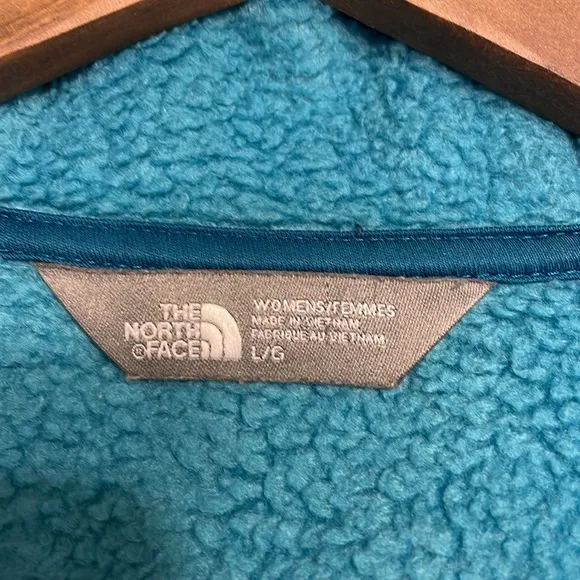 THE
NORTH
®FACE
WOMENS/FEMMES
MADE IN VIETNAM
FABRIQUÉ AU VIETNAM
L/G